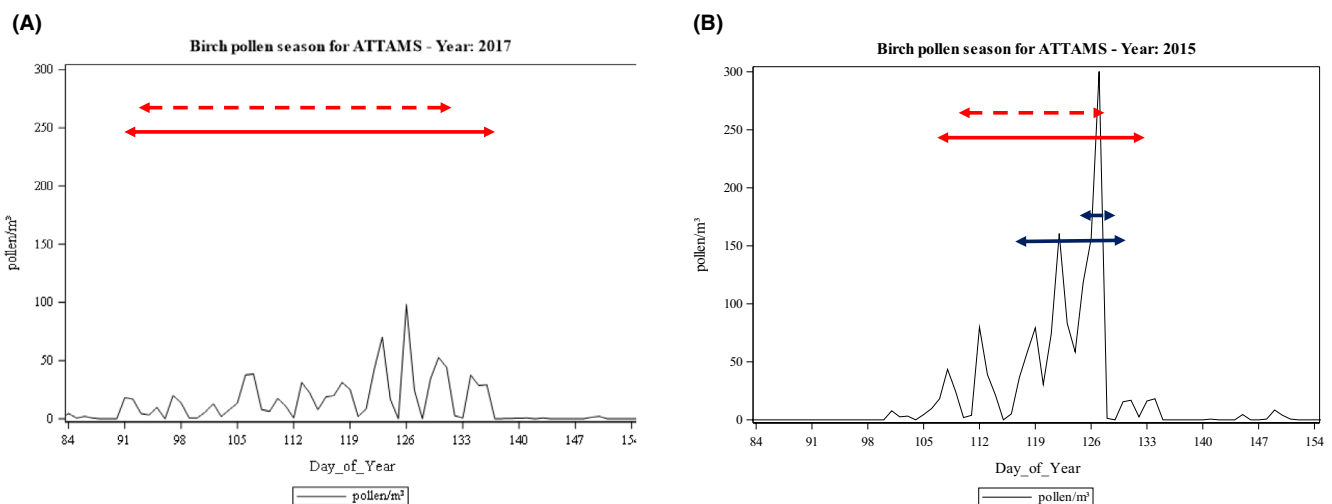 (A)
Birch pollen season for ATTAMS - Year: 2017
300
250
200
150
100
50
0
pollen/m³
84 91 98 105 112 119 126 133 140 147 154
Day_of_Year
pollen/m³
(B)
Birch pollen season for ATTAMS - Year: 2015
300
250
200
150
100
50
0
pollen/m³
84 91 98 105 112 119 126 133 140 147 154
Day_of_Year
pollen/m³